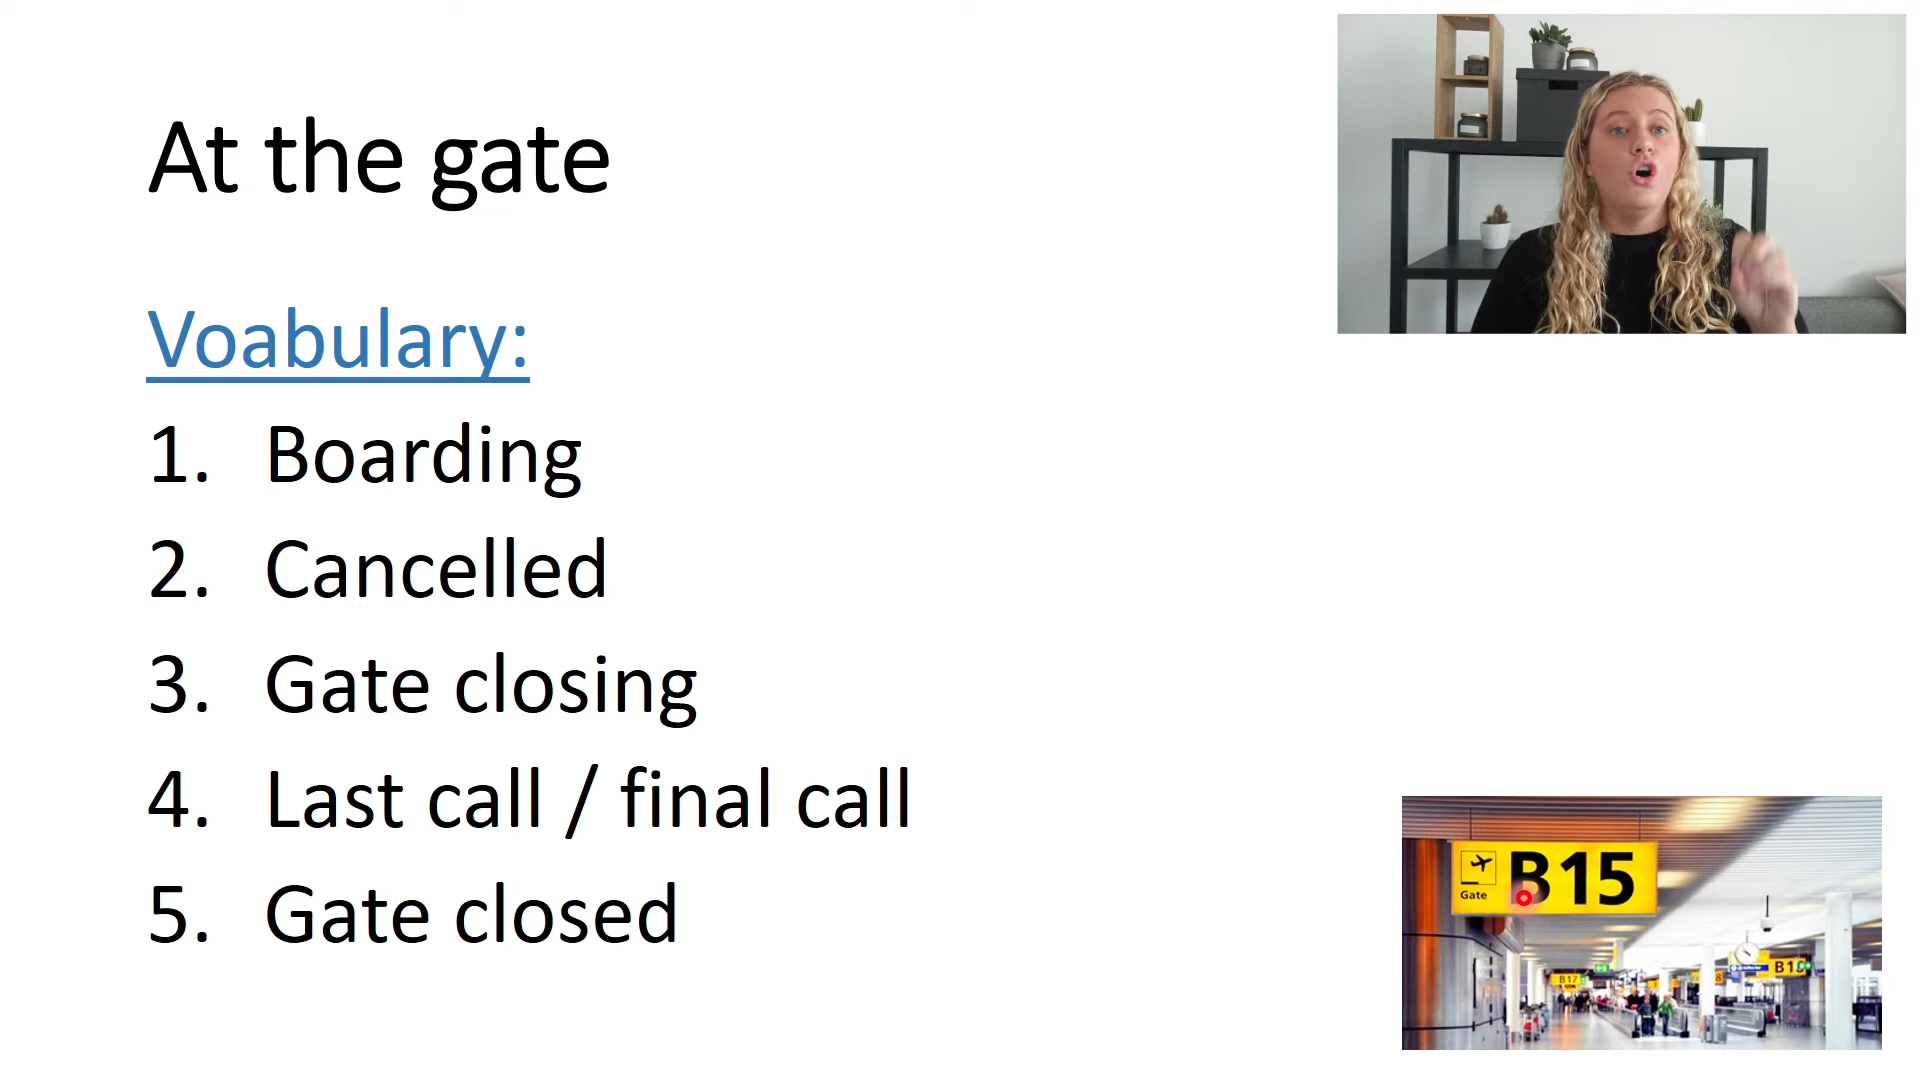 At the gate
Voabulary:
1. Boarding
2. Cancelled
3. Gate closing
4. Last call / final call
5. Gate closed
B15
Gate
B17